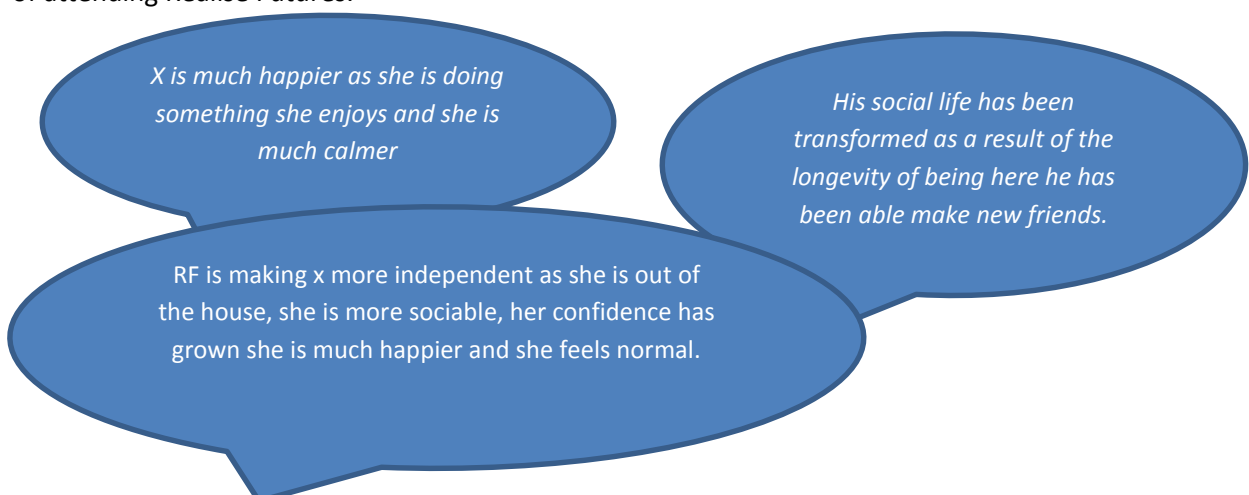 of attending Realise Futures.
X is much happier as she is doing
something she enjoys and she is
much calmer
His social life has been
transformed as a result of the
longevity of being here he has
been able make new friends.
RF is making x more independent as she is out of
the house, she is more sociable, her confidence has
grown she is much happier and she feels normal.